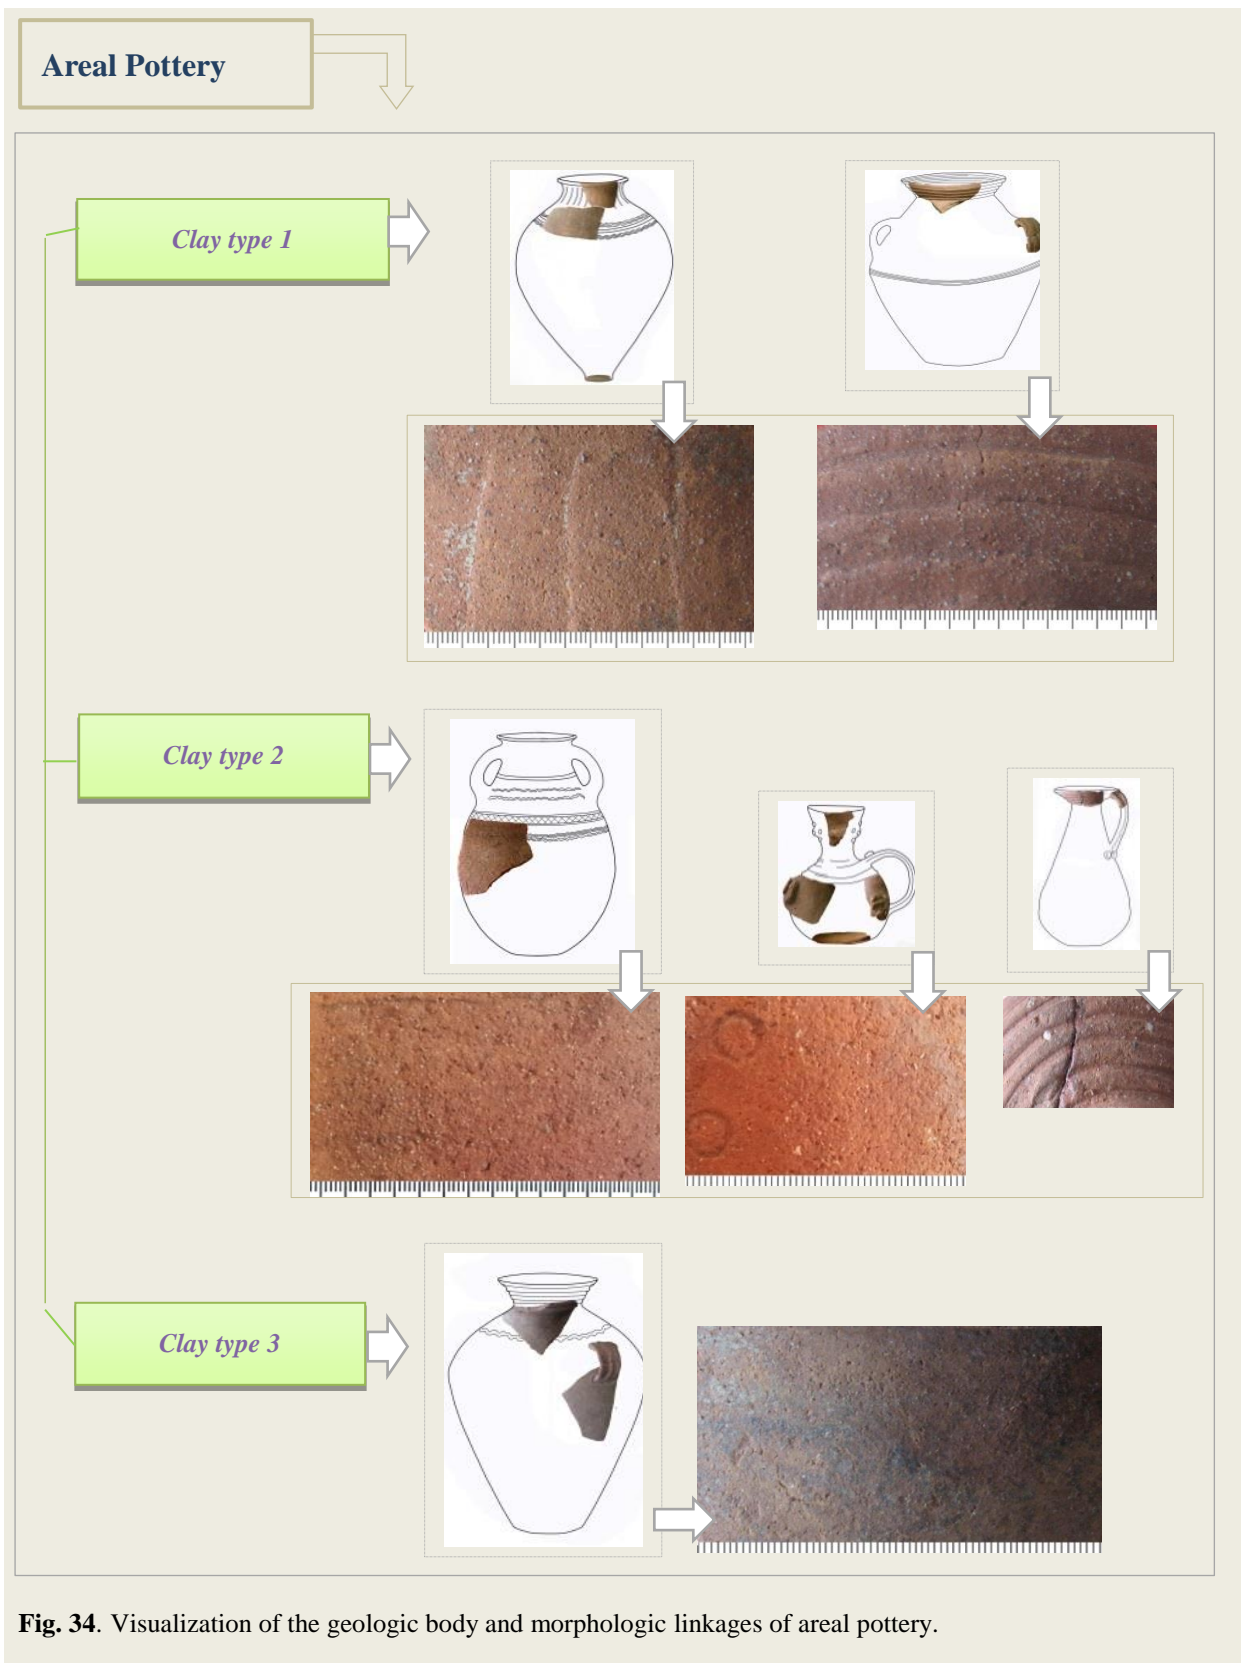 Areal Pottery
Clay type 1
Clay type 2
Clay type 3
Fig. 34. Visualization of the geologic body and morphologic linkages of areal pottery.